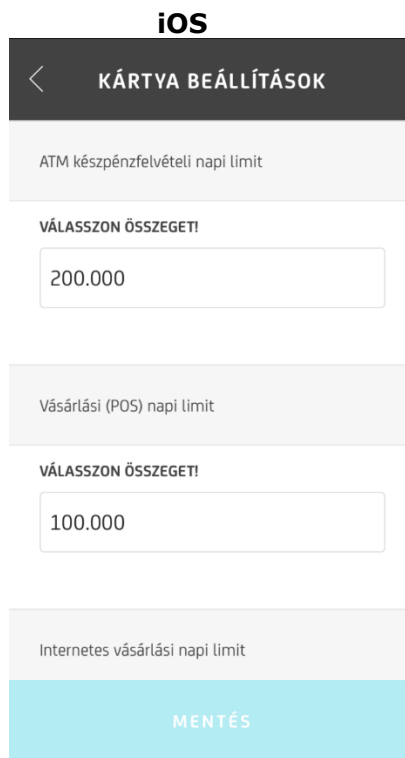 iOS
KÁRTYA BEÁLLÍTÁSOK
ATM készpénzfelvételi napi limit
VÁLASSZON ÖSSZEGET!
200.000
Vásárlási (POS) napi limit
VÁLASSZON ÖSSZEGET!
100.000
Internetes vásárlási napi limit
MENTÉS